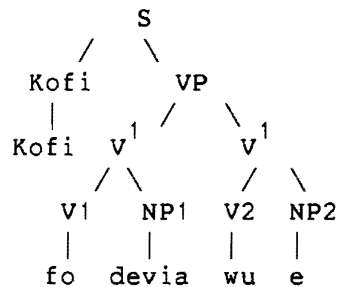 S
Kofi VP
Kofi V¹ V¹
V1 NP1 V2 NP2
fo devia wu e